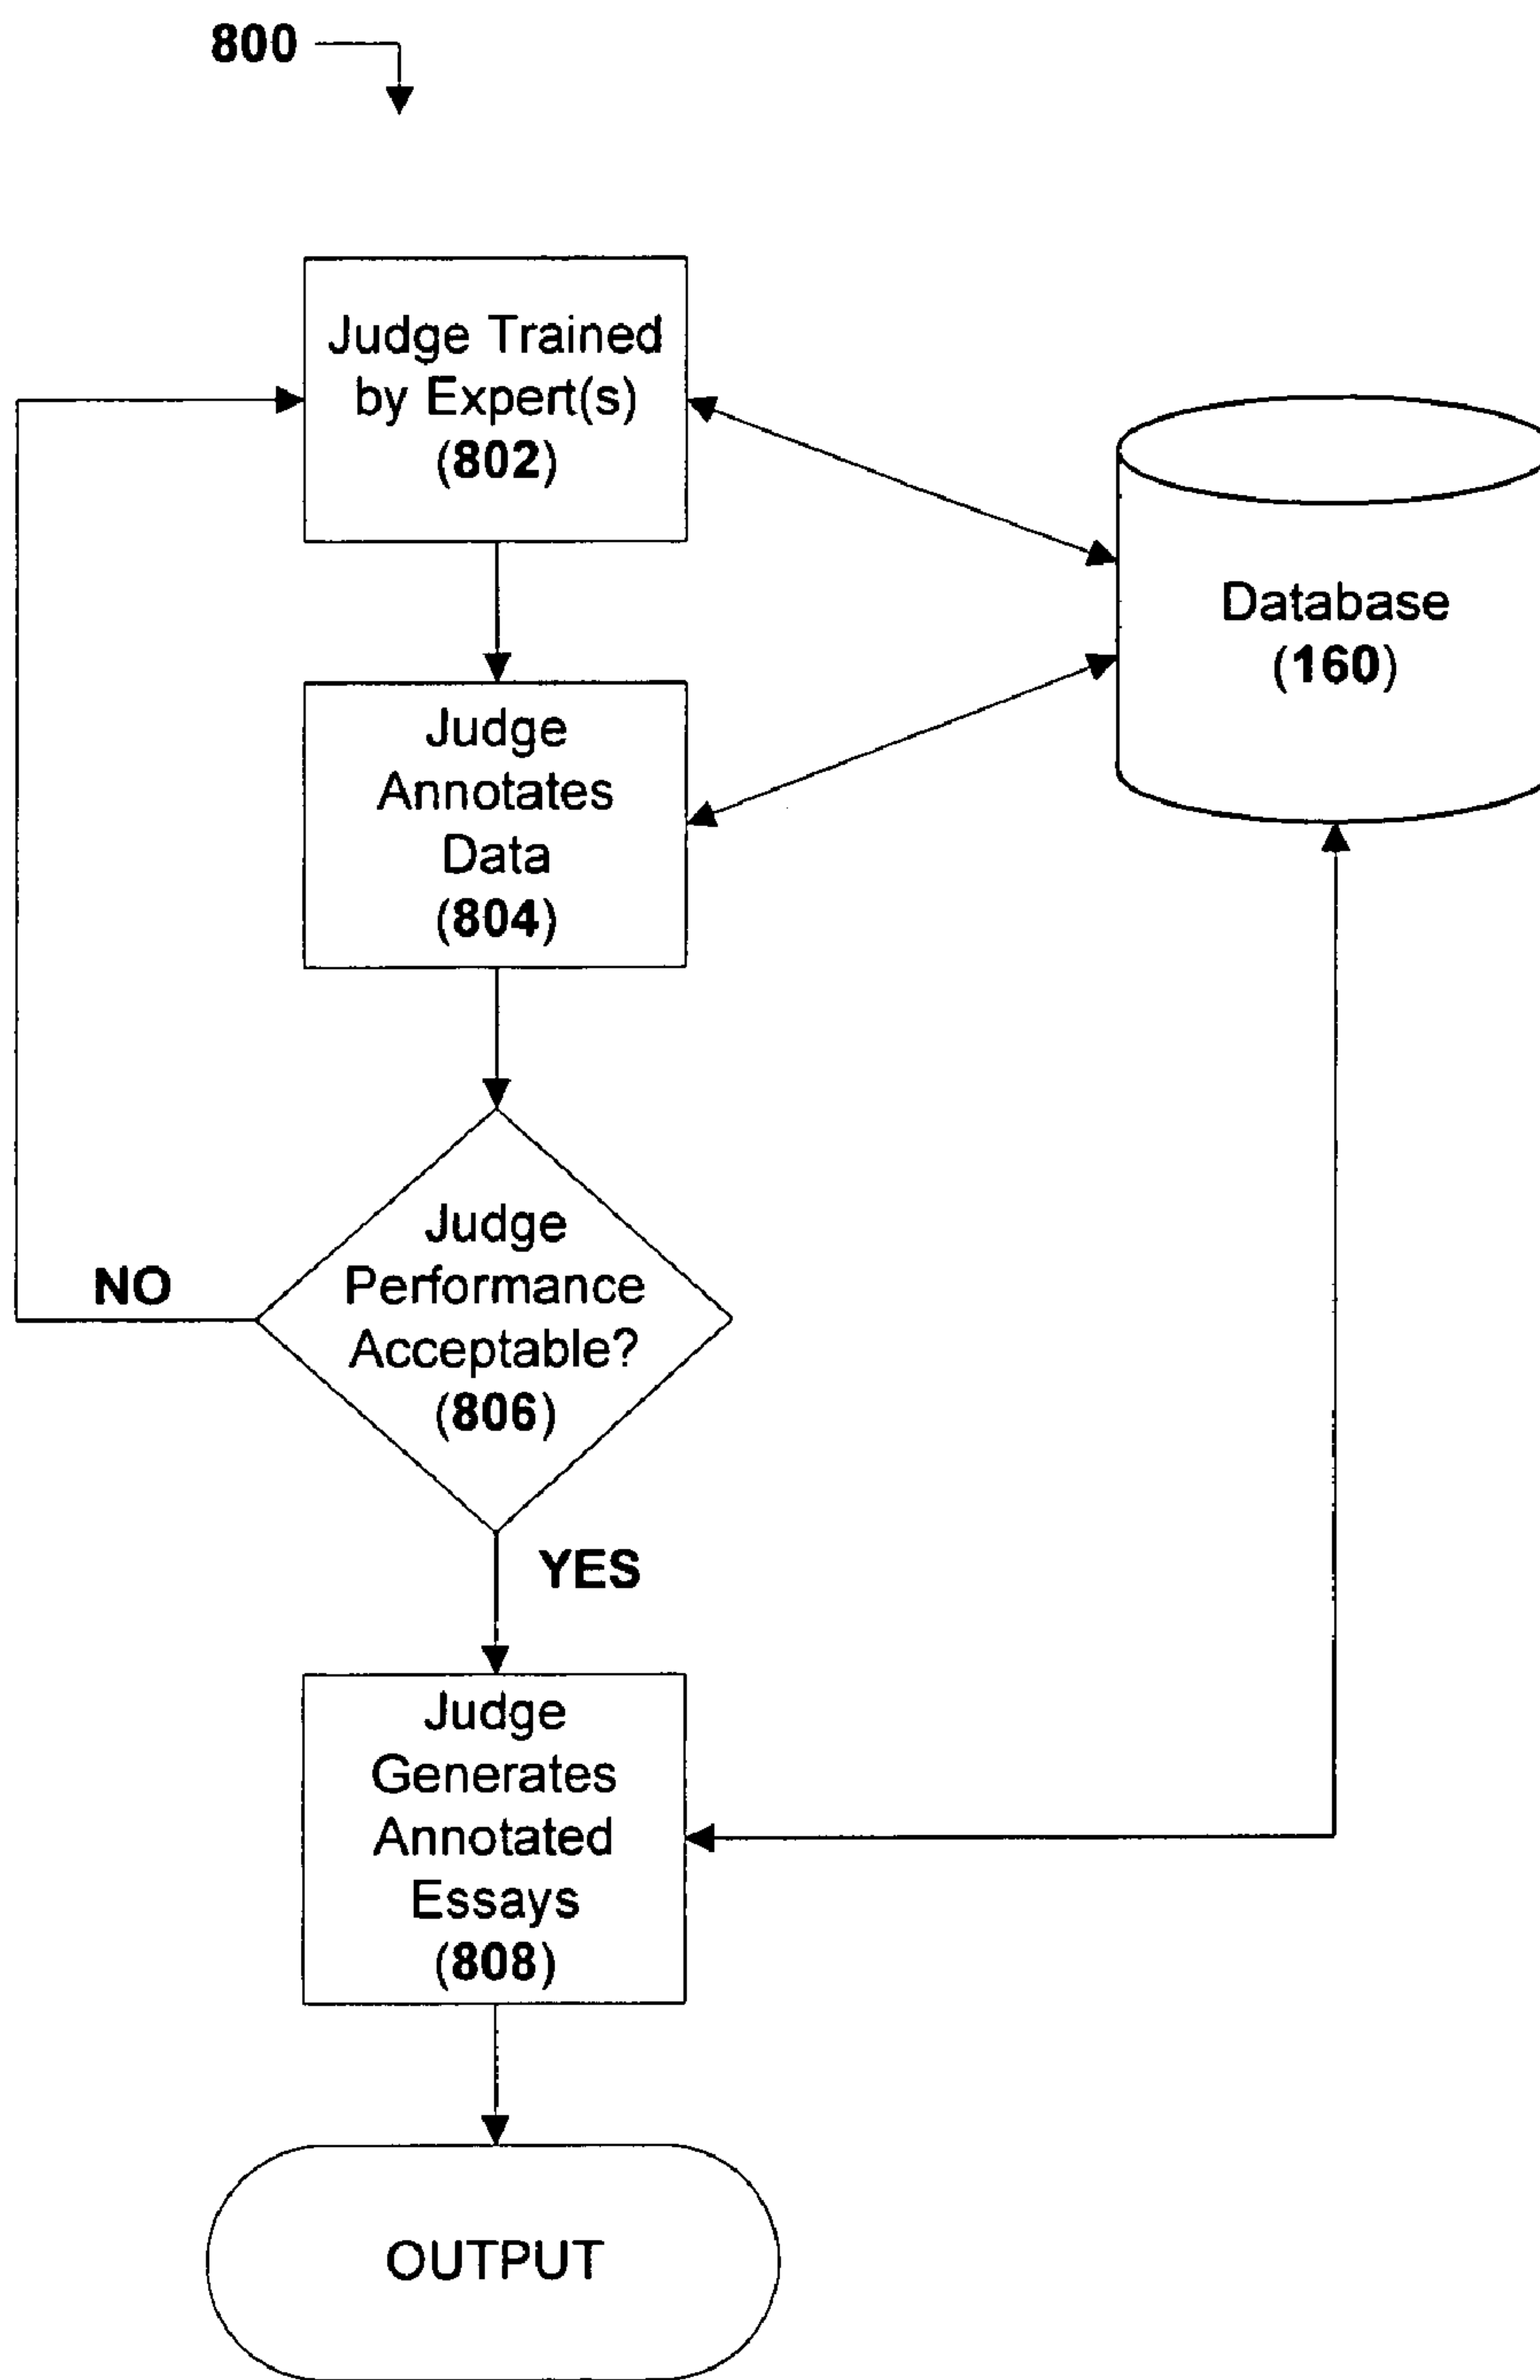 800
Judge Trained
by Expert(s)
(802)
Database
(160)
Judge
Annotates
Data
(804)
Judge
Performance
Acceptable?
(806)
NO
YES
Judge
Generates
Annotated
Essays
(808)
OUTPUT